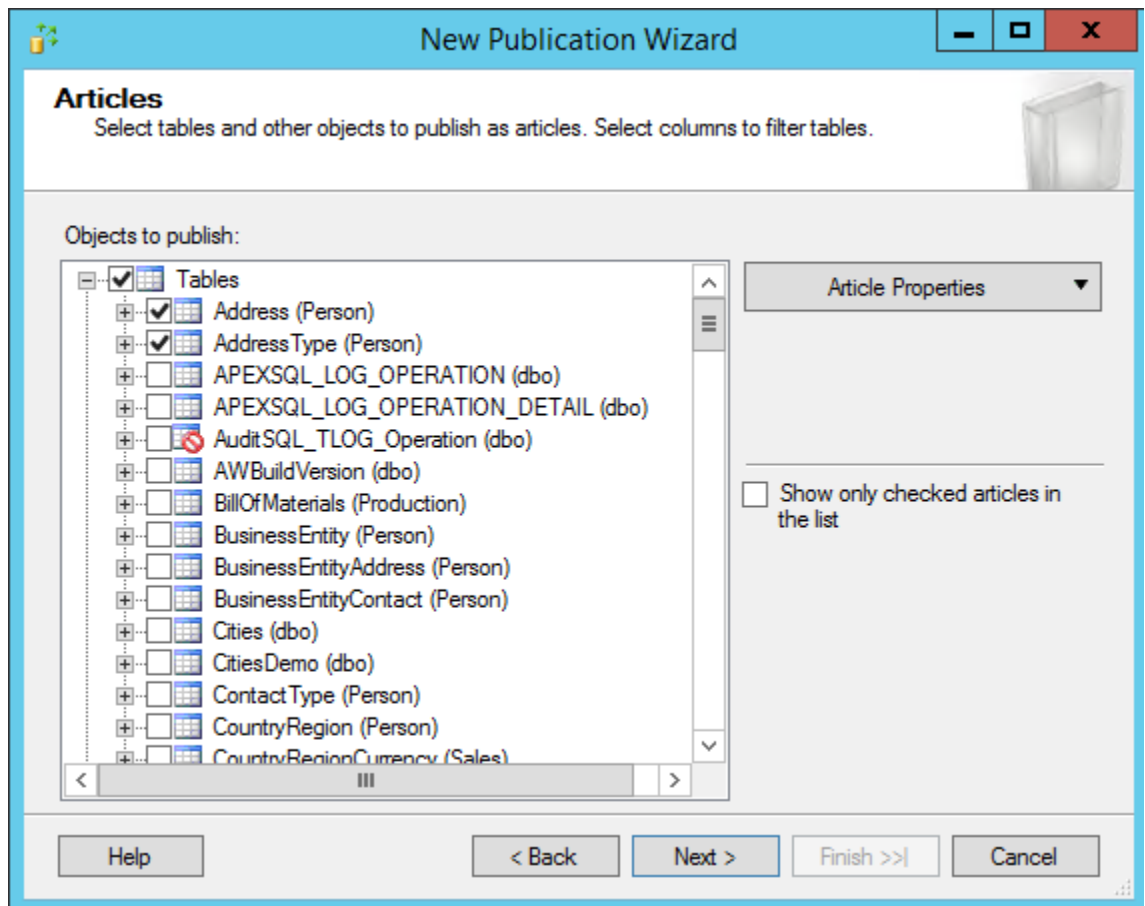 New Publication Wizard
Articles
Select tables and other objects to publish as articles. Select columns to filter tables.
Objects to publish:
Tables
Address (Person)
AddressType (Person)
APEXSQL_LOG_OPERATION (dbo)
APEXSQL_LOG_OPERATION_DETAIL (dbo)
AuditSQL_TLOG_Operation (dbo)
AWBuildVersion (dbo)
BillOfMaterials (Production)
BusinessEntity (Person)
BusinessEntityAddress (Person)
BusinessEntityContact (Person)
Cities (dbo)
CitiesDemo (dbo)
ContactType (Person)
CountryRegion (Person)
CountryRegionCurrency (Sales)
Article Properties
Show only checked articles in
the list
Help
< Back
Next >
Finish >>|
Cancel